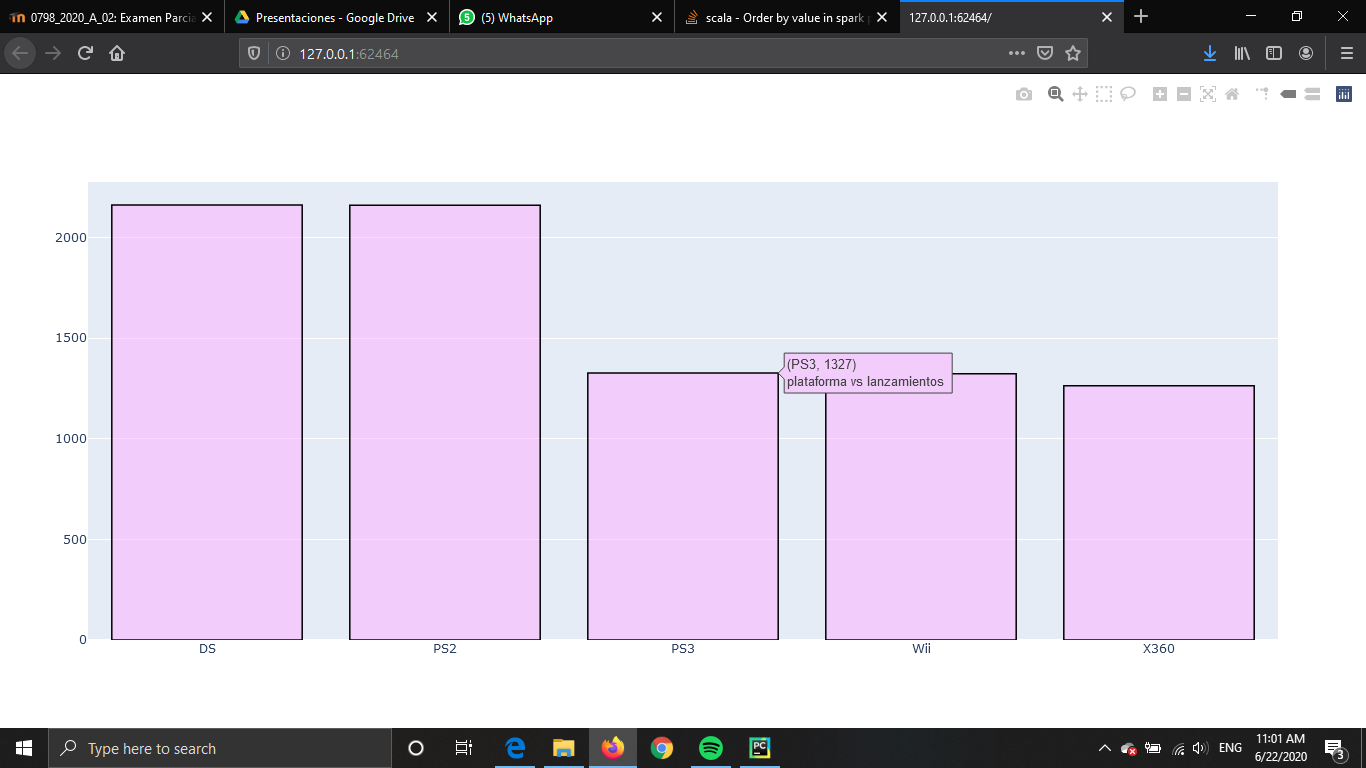 0798_2020_A_02: Examen Parcia
Presentaciones - Google Drive
5
(5) WhatsApp
scala - Order by value in spark
127.0.0.1:62464/
127.0.0.1:62464
2000
1500
1000
500
0
(PS3, 1327)
plataforma vs lanzamientos
DS
PS2
PS3
Wii
X360
Type here to search
PC
ENG
11:01 AM
6/22/2020
3